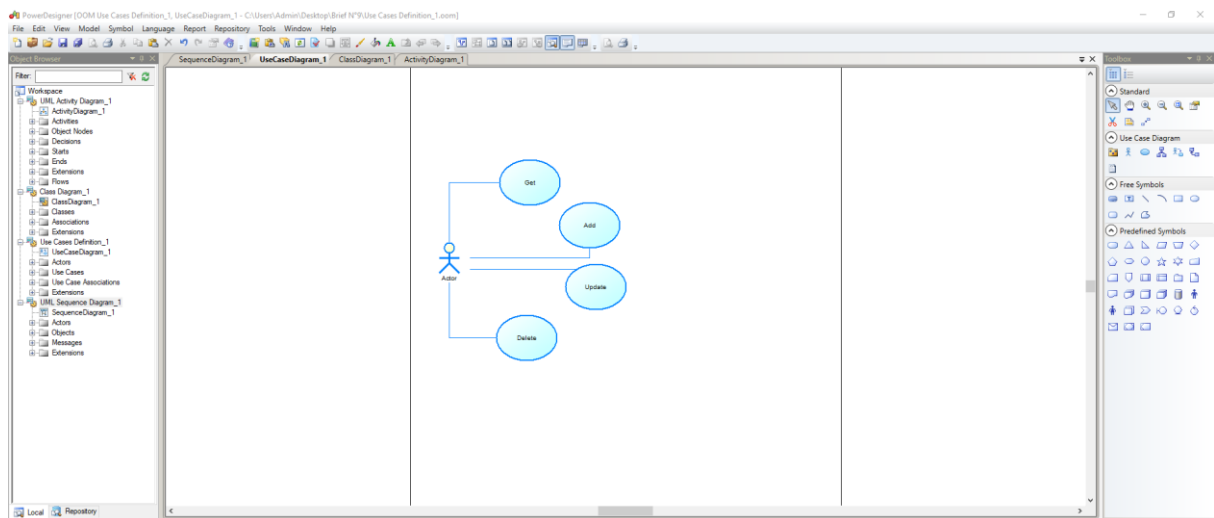 PowerDesigner [OOM Use Cases Definition_1, UseCaseDiagram_1 - C:\Users\Admin\Desktop\Brief N°9\Use Cases Definition_1.oom]
File Edit View Model Symbol Language Report Repository Tools Window Help
Object Browser
SequenceDiagram_1 UseCaseDiagram_1 ClassDiagram_1 ActivityDiagram_1
Toolbox
Filter:
Workspace
UML Activity Diagram_1
ActivityDiagram_1
Activities
Object Nodes
Decisions
Starts
Ends
Extensions
Flows
Class Diagram_1
ClassDiagram_1
Classes
Associations
Extensions
Use Cases Definition_1
UseCaseDiagram_1
Actors
Use Cases
Use Case Associations
Extensions
UML Sequence Diagram_1
SequenceDiagram_1
Actors
Objects
Messages
Extensions
Local Repository
Get
Add
Actor
Update
Delete
Standard
Use Case Diagram
Free Symbols
Predefined Symbols